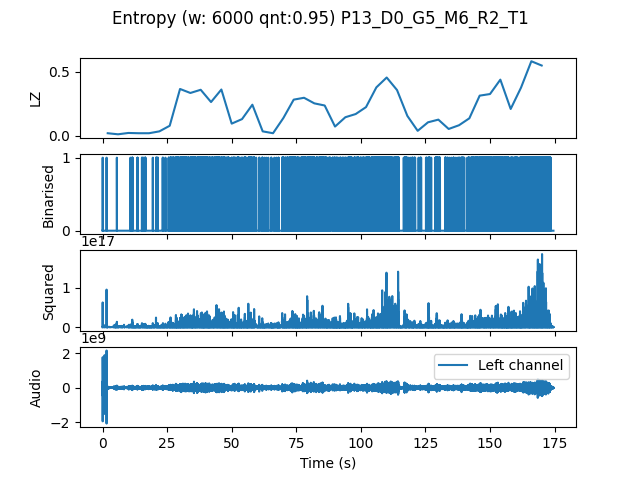 Entropy (w: 6000 qnt:0.95) P13_D0_G5_M6_R2_T1
0.5
0.0
LZ
1
0
Binarised
1e17
1
0
Squared
1e9
2
0
−2
Audio
Left channel
0 25 50 75 100 125 150 175
Time (s)